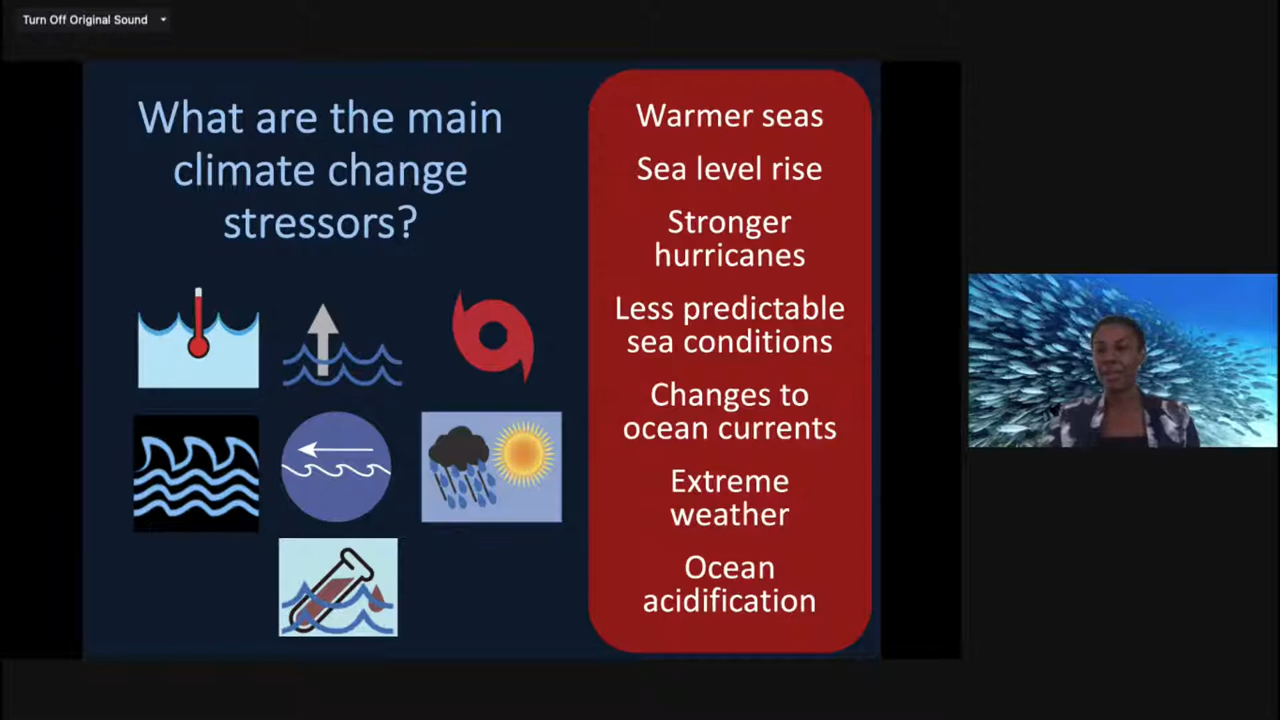 Turn Off Original Sound
What are the main
climate change
stressors?
Warmer seas
Sea level rise
Stronger
hurricanes
Less predictable
sea conditions
Changes to
ocean currents
Extreme
weather
Ocean
acidification